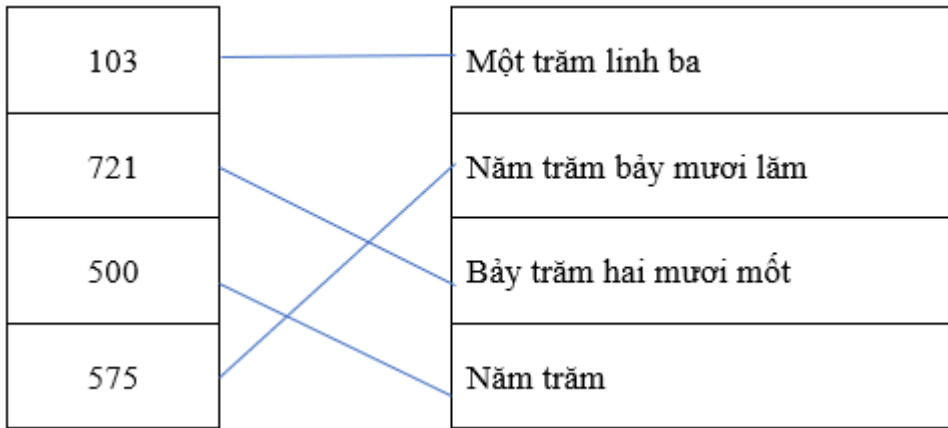 103 Một trăm linh ba
721 Năm trăm bảy mươi lăm
500 Bảy trăm hai mươi mốt
575 Năm trăm